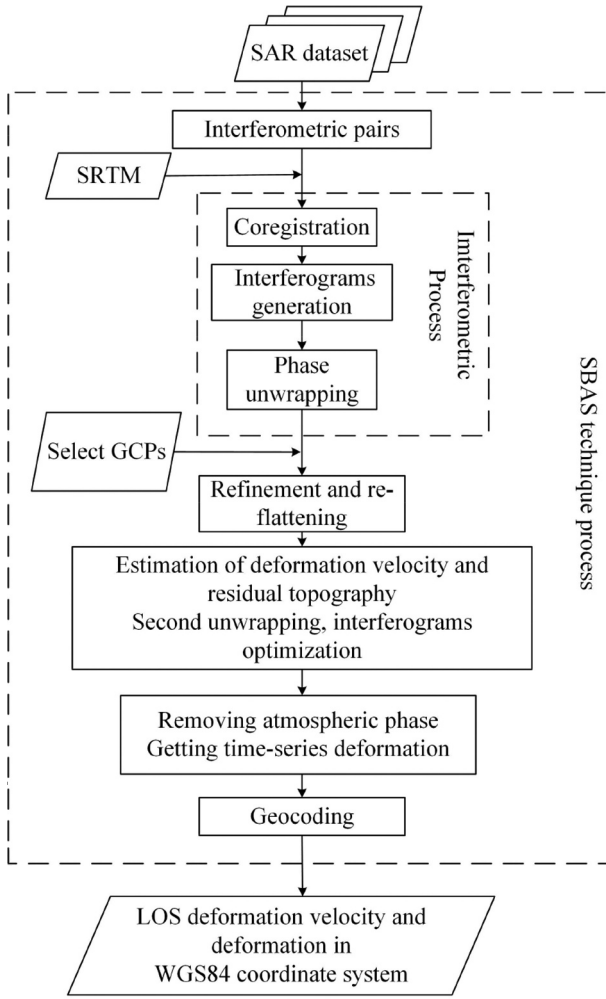 SAR dataset
Interferometric pairs
SRTM
Coregistration
Interferograms
generation
Phase
unwrapping
Imterferometric
Process
Select GCPs
Refinement and re-
flattening
Estimation of deformation velocity and
residual topography
Second unwrapping, interferograms
optimization
Removing atmospheric phase
Getting time-series deformation
Geocoding
SBAS technique process
LOS deformation velocity and
deformation in
WGS84 coordinate system